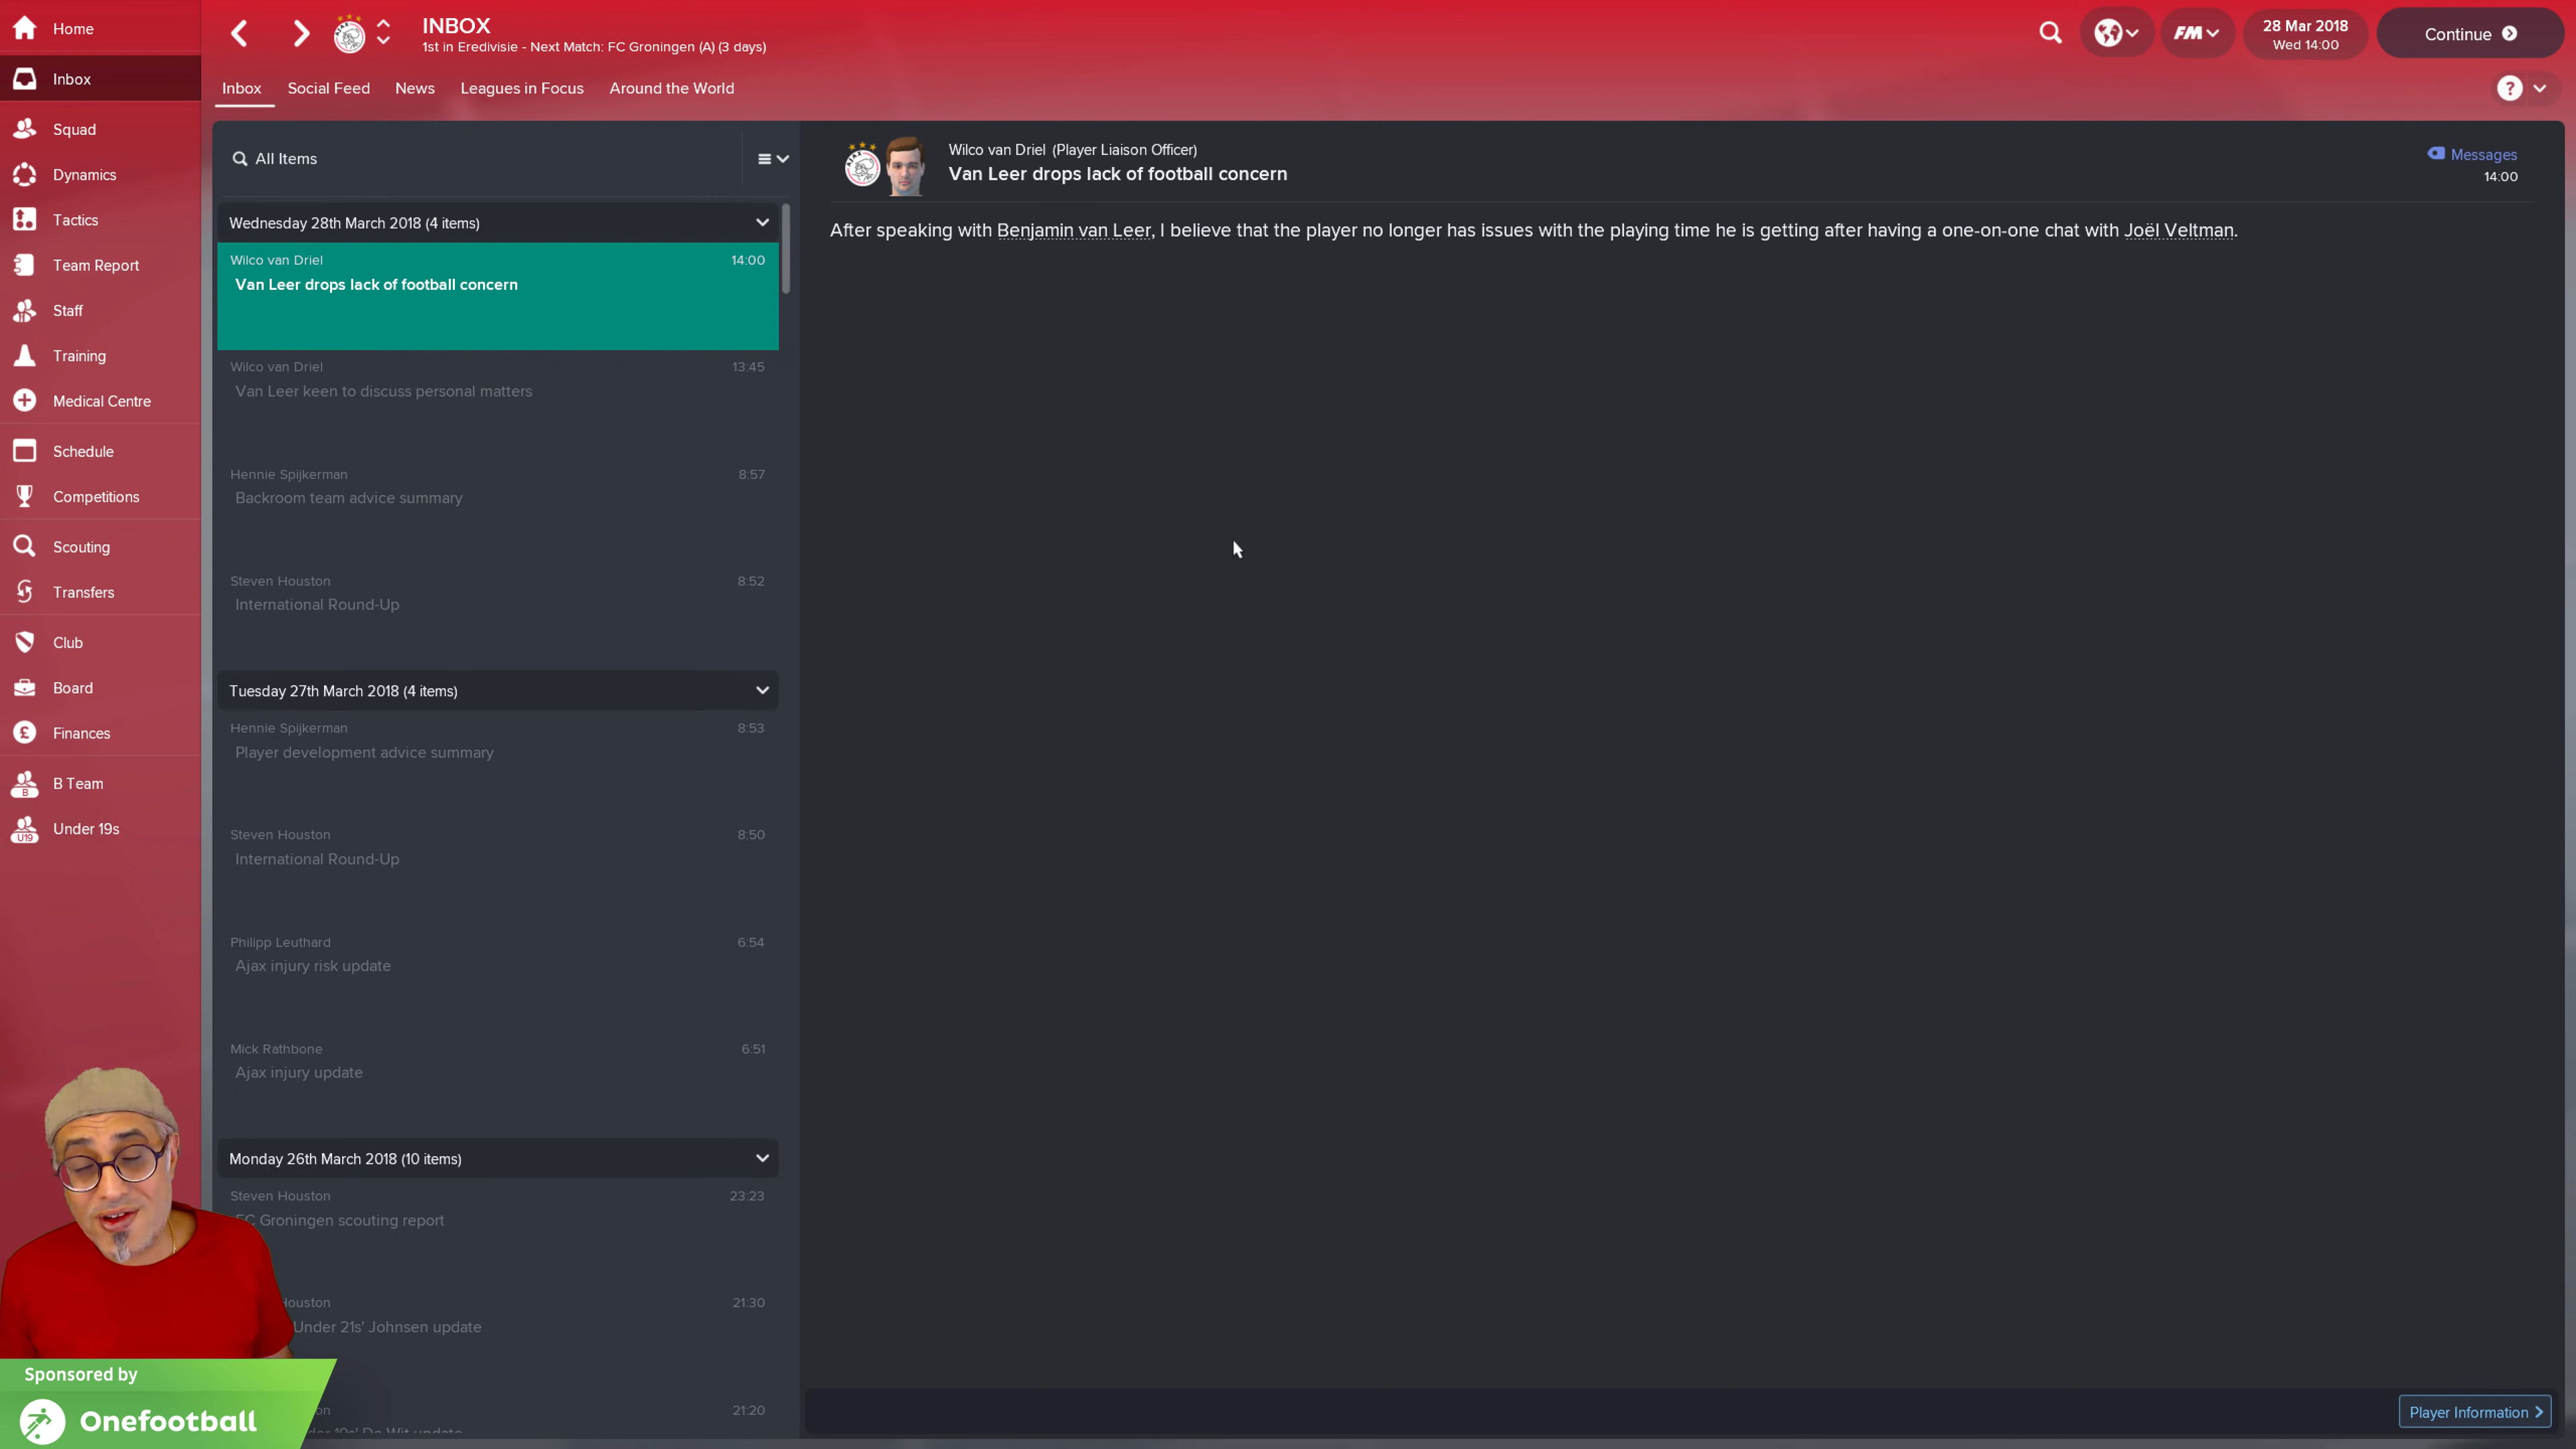 Home
Inbox
Squad
Dynamics
Tactics
Team Report
Staff
Training
Medical Centre
Schedule
Competitions
Scouting
Transfers
Club
Board
Finances
B
B Team
U19
Under 19s
INBOX
1st in Eredivisie - Next Match: FC Groningen (A) (3 days)
FM
28 Mar 2018
Wed 14:00
Continue
Inbox
Social Feed
News
Leagues in Focus
Around the World
?
All Items
Wednesday 28th March 2018 (4 items)
Wilco van Driel 14:00
Van Leer drops lack of football concern
Wilco van Driel 13:45
Van Leer keen to discuss personal matters
Hennie Spijkerman 8:57
Backroom team advice summary
Steven Houston 8:52
International Round-Up
Tuesday 27th March 2018 (4 items)
Hennie Spijkerman 8:53
Player development advice summary
Steven Houston 8:50
International Round-Up
Philipp Leuthard 6:54
Ajax injury risk update
Mick Rathbone 6:51
Ajax injury update
Monday 26th March 2018 (10 items)
Steven Houston 23:23
FC Groningen scouting report
Houston 21:30
Under 21s' Johnsen update
21:20
De Wit update
Wilco van Driel (Player Liaison Officer)
Van Leer drops lack of football concern
Messages
14:00
After speaking with Benjamin van Leer, I believe that the player no longer has issues with the playing time he is getting after having a one-on-one chat with Joël Veltman.
Player Information
Sponsored by
Onefootball